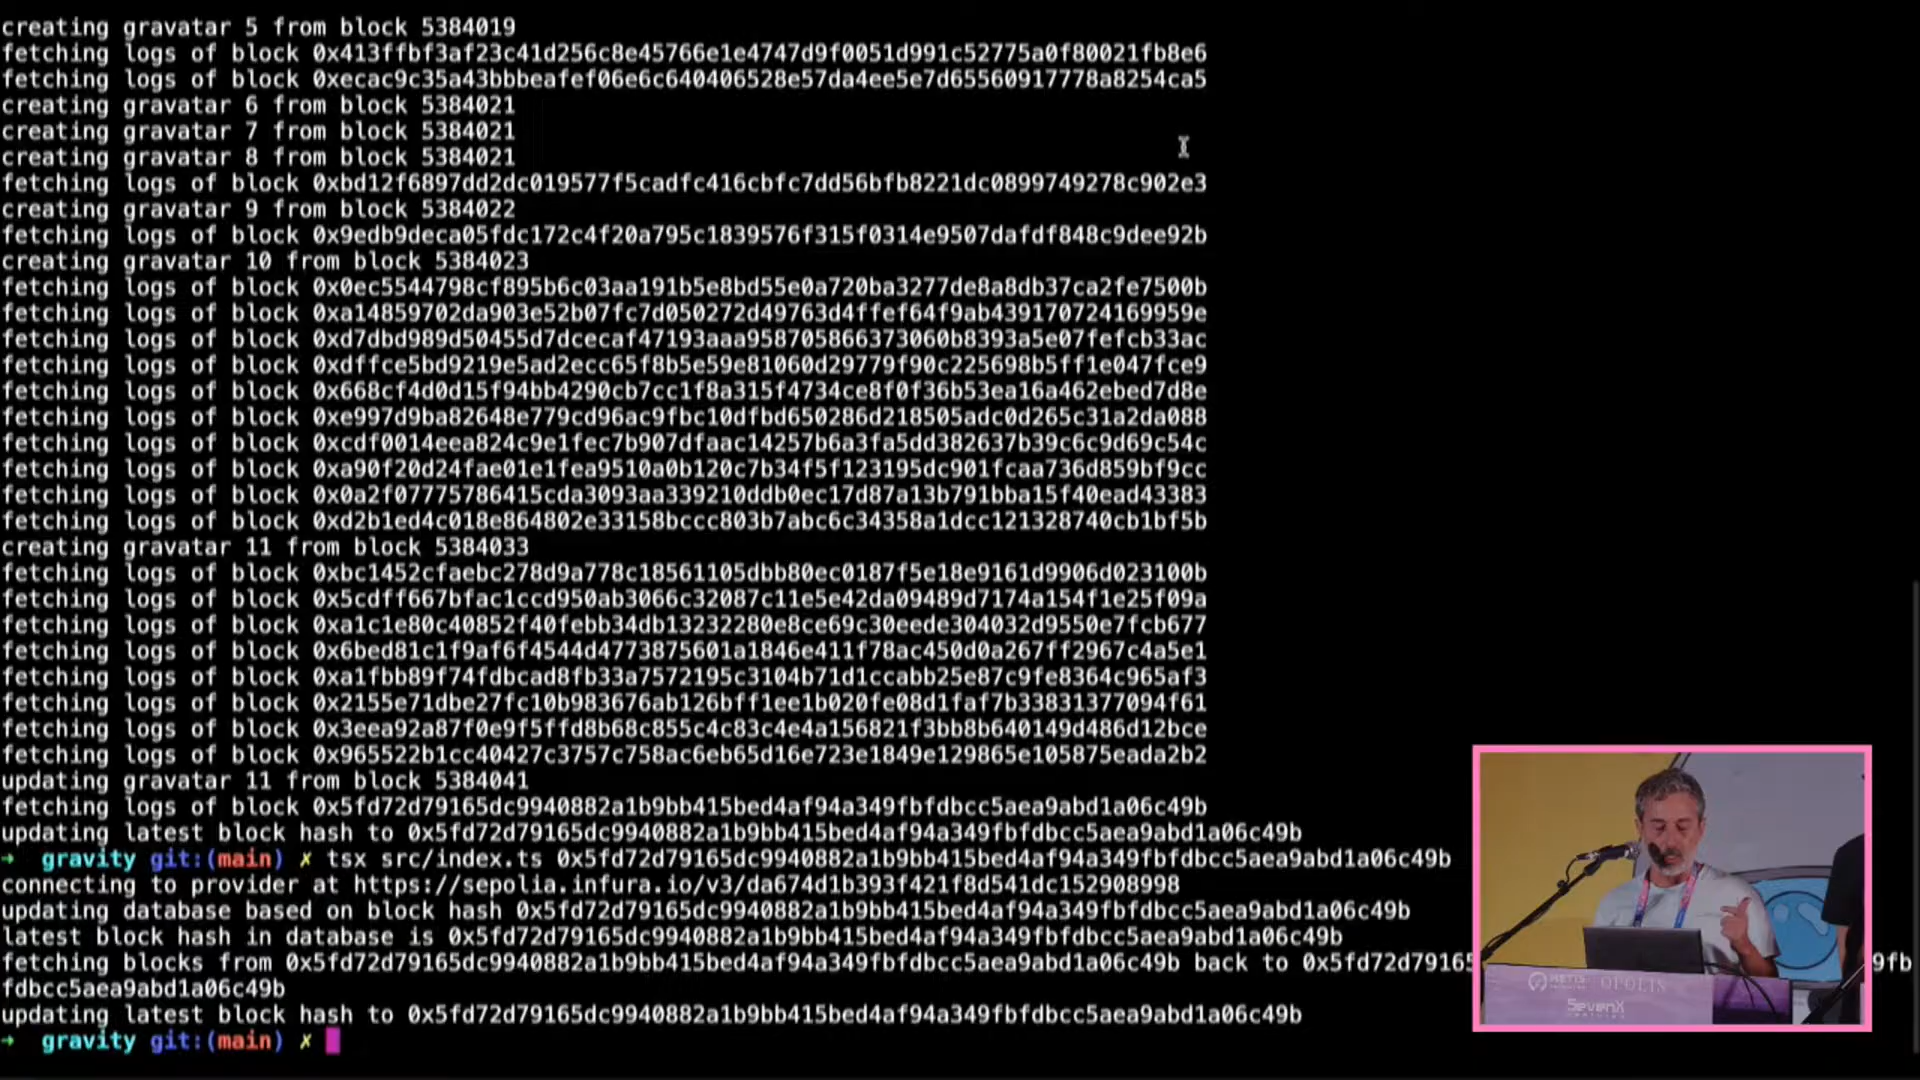 creating gravatar 5 from block 5384019
fetching logs of block 0x413ffbf3af23c41d256c8e45766e1e4747d9f0051d991c52775a0f80021fb8e6
fetching logs of block 0xecac9c35a43bbbeafef06e6c640406528e57da4ee5e7d65560917778a8254ca5
creating gravatar 6 from block 5384021
creating gravatar 7 from block 5384021
creating gravatar 8 from block 5384021
fetching logs of block 0xbd12f6897dd2dc019577f5cadfc416cbfc7dd56bfb8221dc0899749278c902e3
creating gravatar 9 from block 5384022
fetching logs of block 0x9edb9deca05fdc172c4f20a795c1839576f315f0314e9507dafdf848c9dee92b
creating gravatar 10 from block 5384023
fetching logs of block 0x0ec5544798cf895b6c03aa191b5e8bd55e0a720ba3277de8a8db37ca2fe7500b
fetching logs of block 0xa14859702da903e52b07fc7d050272d49763d4ffef64f9ab439170724169959e
fetching logs of block 0xd7dbd989d50455d7dcecaf47193aaa958705866373060b8393a5e07fefcb33ac
fetching logs of block 0xdffce5bd9219e5ad2ecc65f8b5e59e81060d29779f90c225698b5ff1e047fce9
fetching logs of block 0x668cf4d0d15f94bb4290cb7cc1f8a315f4734ce8f0f36b53ea16a462ebed7d8e
fetching logs of block 0xe997d9ba82648e779cd96ac9fbc10dfbd650286d218505adc0d265c31a2da088
fetching logs of block 0xcdf0014eea824c9e1fec7b907dfaac14257b6a3fa5dd382637b39c6c9d69c54c
fetching logs of block 0xa90f20d24fae01e1fea9510a0b120c7b34f5f123195dc901fcaa736d859bf9cc
fetching logs of block 0x0a2f07775786415cda3093aa339210ddb0ec17d87a13b791bba15f40ead43383
fetching logs of block 0xd2b1ed4c018e864802e33158bccc803b7abc6c34358a1dcc121328740cb1bf5b
creating gravatar 11 from block 5384033
fetching logs of block 0xbc1452cfaebc278d9a778c18561105dbb80ec0187f5e18e9161d9906d023100b
fetching logs of block 0x5cdff667bfac1ccd950ab3066c32087c11e5e42da09489d7174a154f1e25f09a
fetching logs of block 0xa1c1e80c40852f40febb34db13232280e8ce69c30eede304032d9550e7fcb677
fetching logs of block 0x6bed81c1f9af6f4544d4773875601a1846e411f78ac450d0a267ff2967c4a5e1
fetching logs of block 0xa1fbb89f74fdbcad8fb33a7572195c3104b71d1ccabb25e87c9fe8364c965af3
fetching logs of block 0x2155e71dbe27fc10b983676ab126bff1ee1b020fe08d1faf7b33831377094f61
fetching logs of block 0x3eea92a87f0e9f5ffd8b68c855c4c83c4e4a156821f3bb8b640149d486d12bce
fetching logs of block 0x965522b1cc40427c3757c758ac6eb65d16e723e1849e129865e105875eada2b2
updating gravatar 11 from block 5384041
fetching logs of block 0x5fd72d79165dc9940882a1b9bb415bed4af94a349fbfdbcc5aea9abd1a06c49b
updating latest block hash to 0x5fd72d79165dc9940882a1b9bb415bed4af94a349fbfdbcc5aea9abd1a06c49b
→ gravity git:(main) ✗ tsx src/index.ts 0x5fd72d79165dc9940882a1b9bb415bed4af94a349fbfdbcc5aea9abd1a06c49b
connecting to provider at https://sepolia.infura.io/v3/da674d1b393f421f8d541dc152908998
updating database based on block hash 0x5fd72d79165dc9940882a1b9bb415bed4af94a349fbfdbcc5aea9abd1a06c49b
latest block hash in database is 0x5fd72d79165dc9940882a1b9bb415bed4af94a349fbfdbcc5aea9abd1a06c49b
fetching blocks from 0x5fd72d79165dc9940882a1b9bb415bed4af94a349fbfdbcc5aea9abd1a06c49b back to 0x5fd72d79165 9fb
fdbcc5aea9abd1a06c49b
updating latest block hash to 0x5fd72d79165dc9940882a1b9bb415bed4af94a349fbfdbcc5aea9abd1a06c49b
→ gravity git:(main) ✗
METIS OPOLIS
SevenX